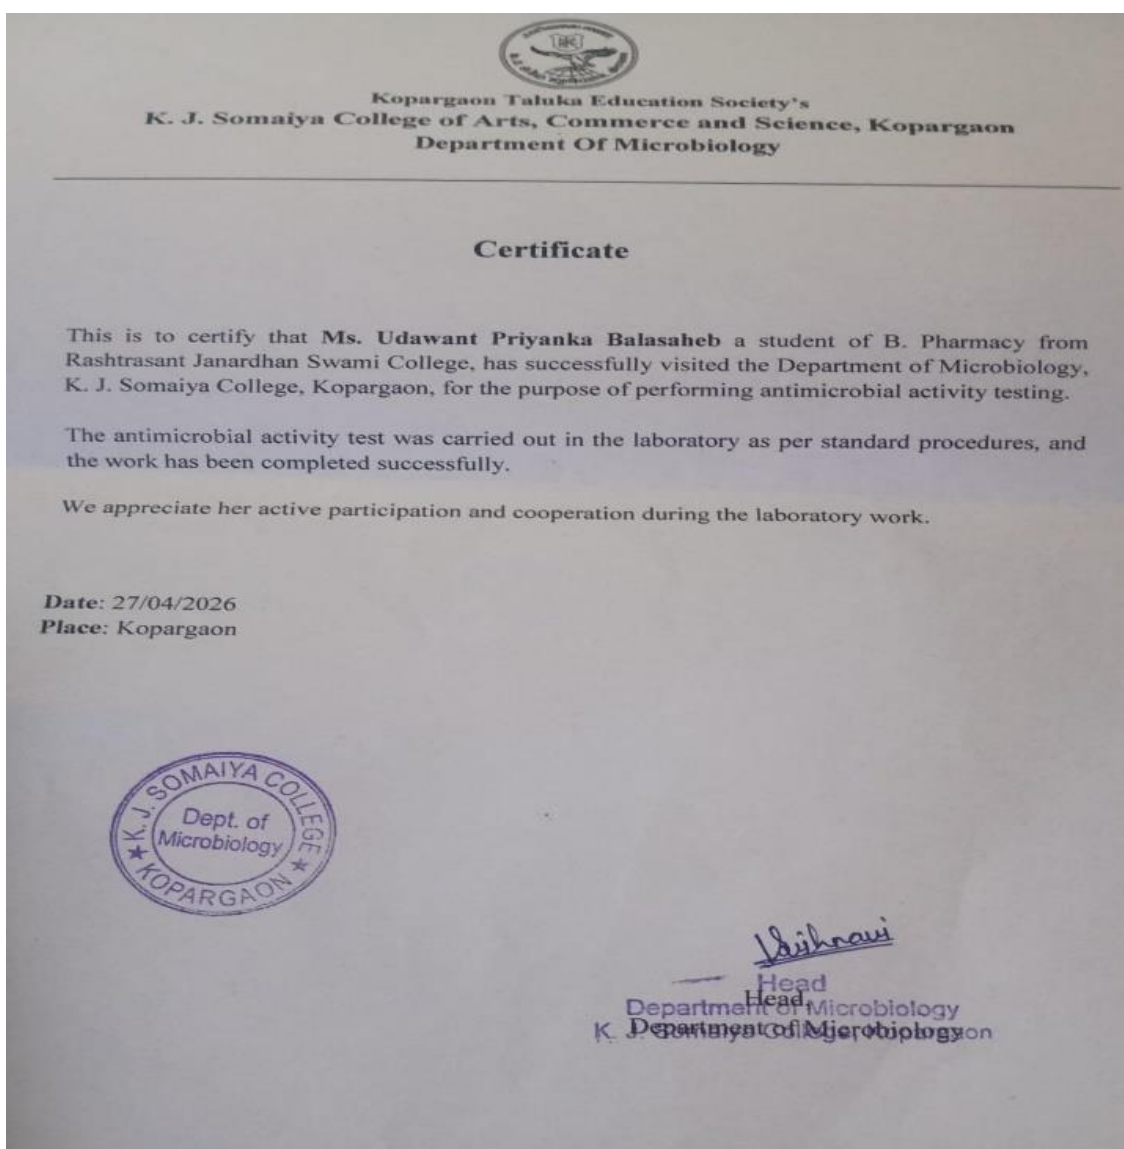 Kopargaon Taluka Education Society's
K. J. Somaiya College of Arts, Commerce and Science, Kopargaon
Department Of Microbiology
Certificate
This is to certify that Ms. Udawant Priyanka Balasaheb a student of B. Pharmacy from
Rashtrasant Janardhan Swami College, has successfully visited the Department of Microbiology,
K. J. Somaiya College, Kopargaon, for the purpose of performing antimicrobial activity testing.
The antimicrobial activity test was carried out in the laboratory as per standard procedures, and
the work has been completed successfully.
We appreciate her active participation and cooperation during the laboratory work.
Date: 27/04/2026
Place: Kopargaon
K. J. SOMAIYA COLLEGE
Dept. of
Microbiology
★ KOPARGAON ★
Vaishnavi
Head
Department of Microbiology
K. J. Somaiya College, Kopargaon
Head,
Department of Microbiology